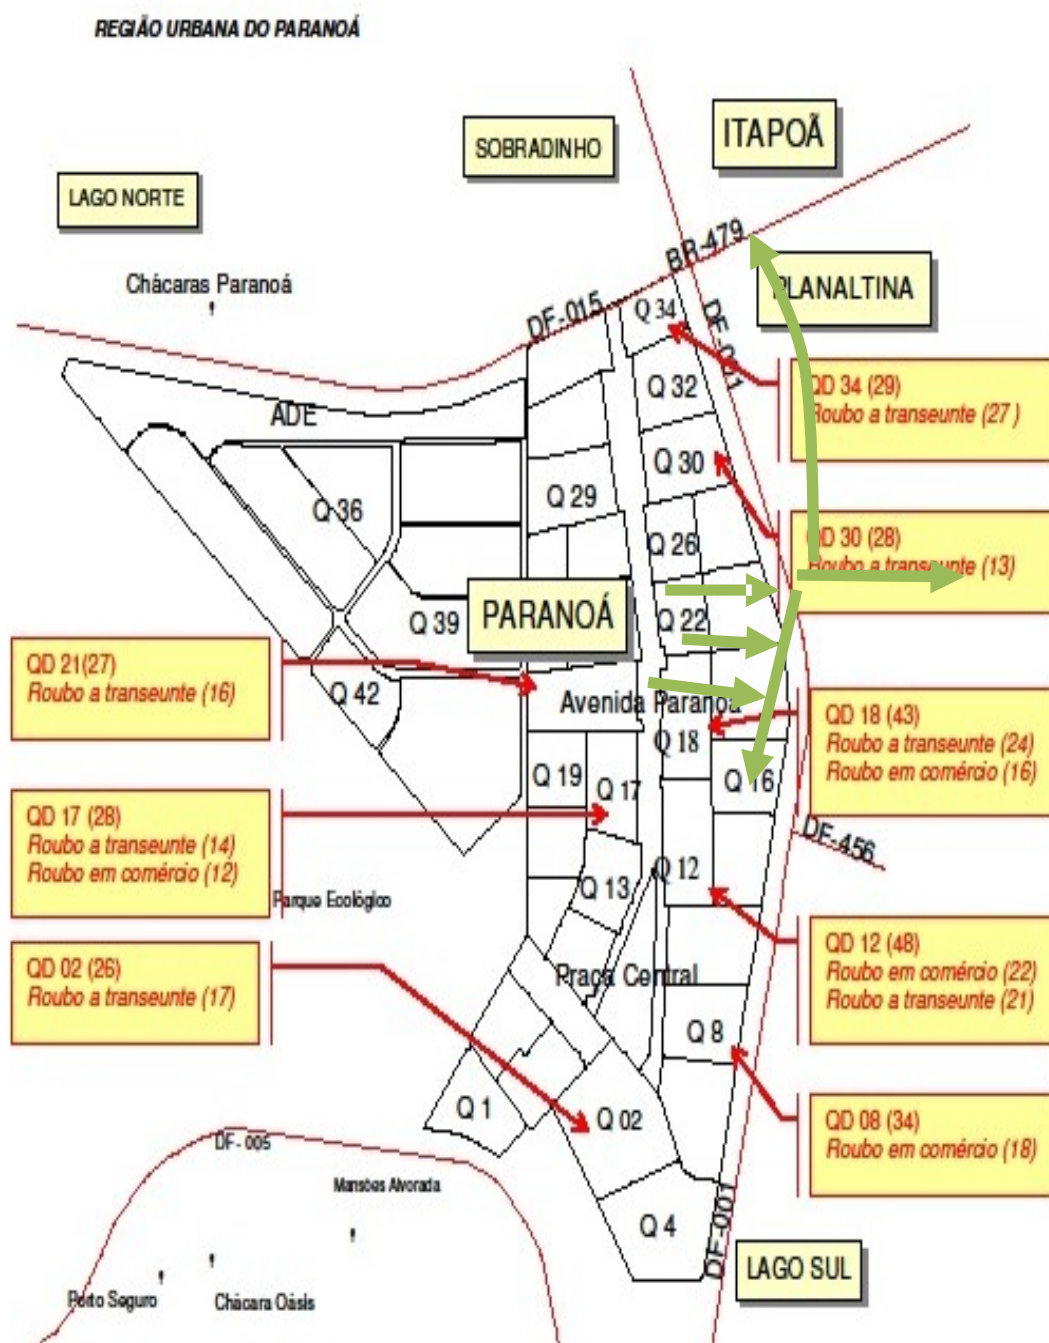 REGIÃO URBANA DO PARANOÁ
ITAPOÃ
SOBRADINHO
LAGO NORTE
BR-479
PLANALTINA
Chácaras Paranoá
DF-015
Q 34
DF-001
QD 34 (29)
Roubo a transeunte (27 )
Q 32
ADE
Q 30
Q 29
Q 36
Q 26
QD 30 (28)
Roubo a transeunte (13)
PARANOÁ
Q 22
Q 39
QD 21(27)
Roubo a transeunte (16)
Q 42
Avenida Paranoá
QD 18 (43)
Roubo a transeunte (24)
Roubo em comércio (16)
Q 18
Q 19
Q 17
Q 16
QD 17 (28)
Roubo a transeunte (14)
Roubo em comércio (12)
DF-456
Q 12
Q 13
Parque Ecológico
QD 12 (48)
Roubo em comércio (22)
Roubo a transeunte (21)
QD 02 (26)
Roubo a transeunte (17)
Praça Central
Q 8
Q 1
Q 02
QD 08 (34)
Roubo em comércio (18)
DF- 005
Mansões Alvorada
Q 4
DF-001
LAGO SUL
Porto Seguro
Chácara Oásis